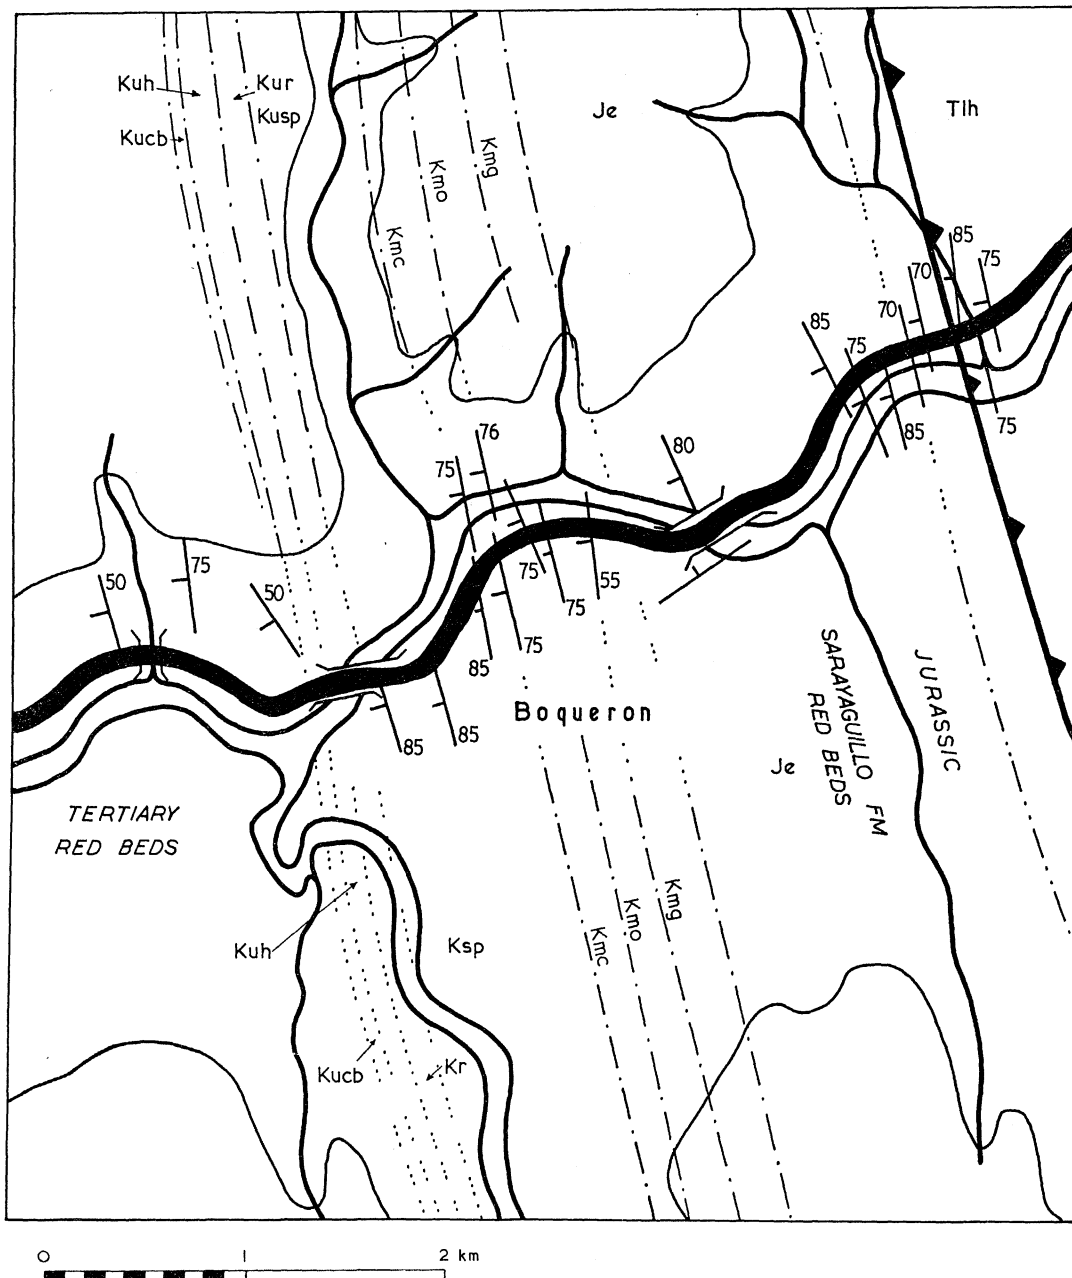 Kuh
Kur
Kusp
Kucb
Je
Tlh
Kmg
Kmo
Kmc
85
75
70
70
85
75
76
75
80
85
75
50
75
50
75
75
55
75
85
85
85
Boqueron
SARAYAGUILLO FM
RED BEDS
JURASSIC
Je
TERTIARY
RED BEDS
Kmg
Kmo
Kmc
Kuh
Ksp
Kucb
Kr
0 1 2 km